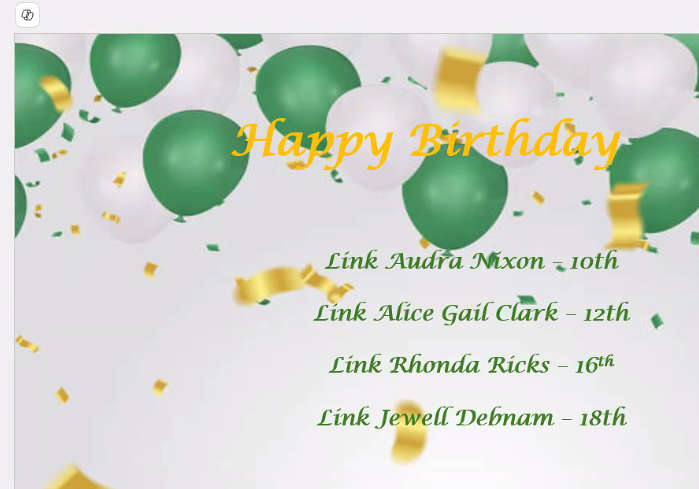 Happy Birthday
Link Audra Nixon – 10th
Link Alice Gail Clark – 12th
Link Rhonda Ricks – 16th
Link Jewell Debnam – 18th